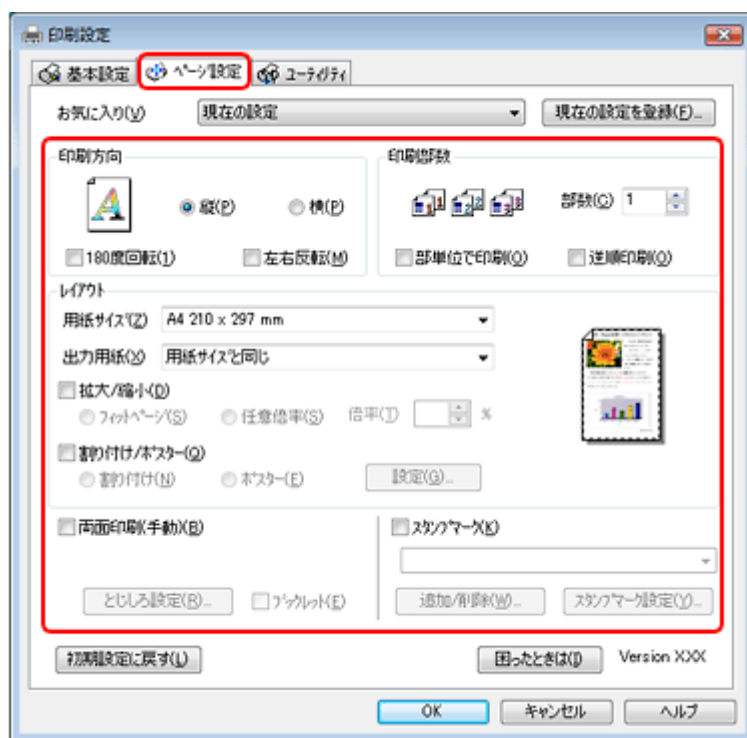 印刷設定
基本設定 ページ設定 ユーティリティ
お気に入り(V) 現在の設定 現在の設定を登録(F)...
印刷方向
縦(P) 横(P)
180度回転(1) 左右反転(M)
印刷部数
部数(C) 1
部単位で印刷(O) 逆順印刷(O)
レイアウト
用紙サイズ(Z) A4 210 x 297 mm
出力用紙(X) 用紙サイズと同じ
拡大/縮小(D)
フィットページ(S) 任意倍率(S) 倍率(T) %
割り付け/ポスター(Q)
割り付け(N) ポスター(E) 設定(G)...
両面印刷(手動)(B)
とじしろ設定(R)... ブックレット(E)
スタンプマーク(K)
追加/削除(W)... スタンプマーク設定(Y)...
初期設定に戻す(L) 困ったときは(I) Version X.XX
OK キャンセル ヘルプ